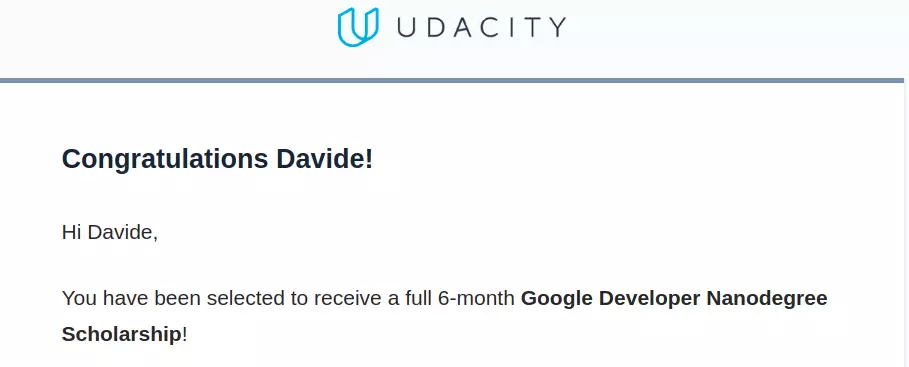 UDACITY
Congratulations Davide!
Hi Davide,
You have been selected to receive a full 6-month Google Developer Nanodegree
Scholarship!